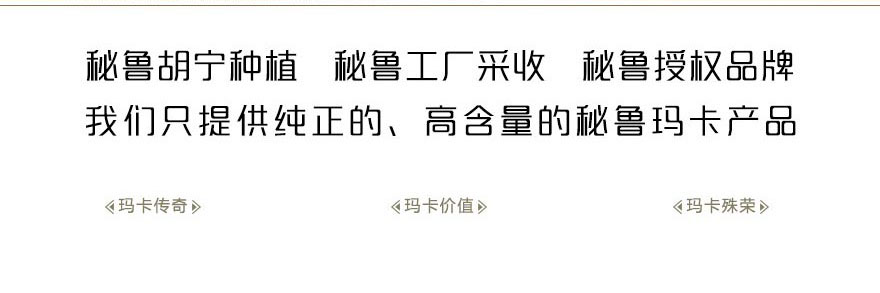 秘鲁胡宁种植 秘鲁工厂采收 秘鲁授权品牌
我们只提供纯正的、高含量的秘鲁玛卡产品
玛卡传奇 玛卡价值 玛卡殊荣